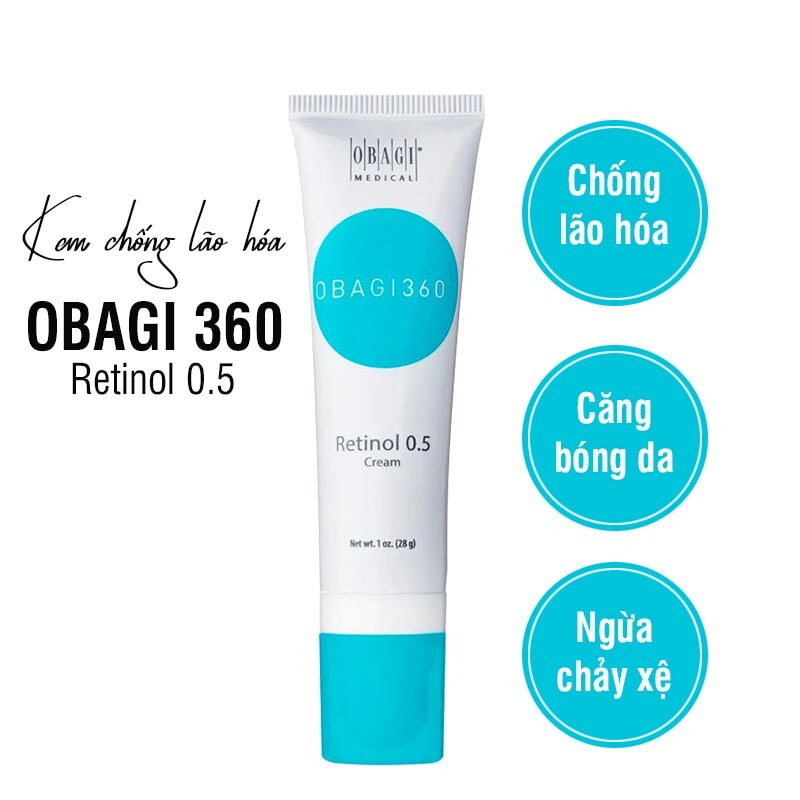 Kem chống lão hóa
OBAGI 360
Retinol 0.5
OBAGI®
MEDICAL
OBAGI360™
Retinol 0.5
Cream
Net wt. 1 oz. (28 g)
Chống
lão hóa
Căng
bóng da
Ngừa
chảy xệ